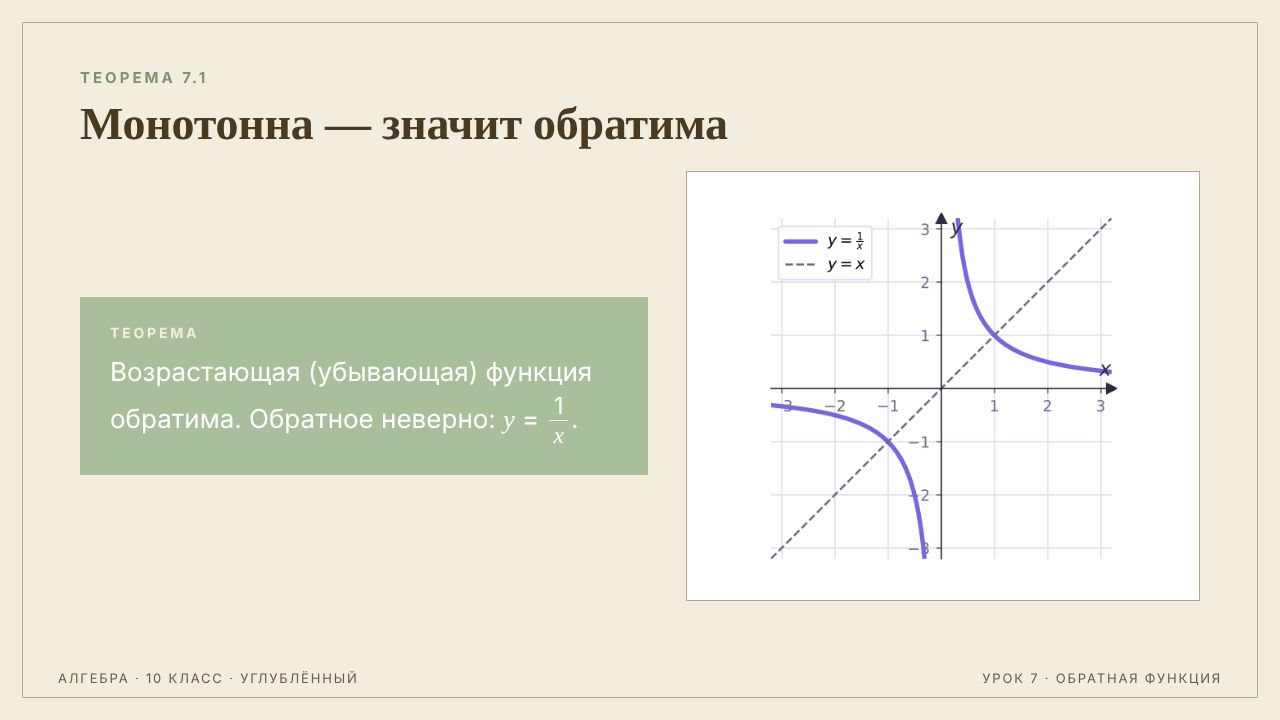 ТЕОРЕМА 7.1
Монотонна — значит обратима
ТЕОРЕМА
Возрастающая (убывающая) функция
обратима. Обратное неверно: y = 1/x.
y = 1/x
y = x
y
x
3
2
1
−3 −2 −1 1 2 3
−1
−2
−3
АЛГЕБРА · 10 КЛАСС · УГЛУБЛЁННЫЙ
УРОК 7 · ОБРАТНАЯ ФУНКЦИЯ